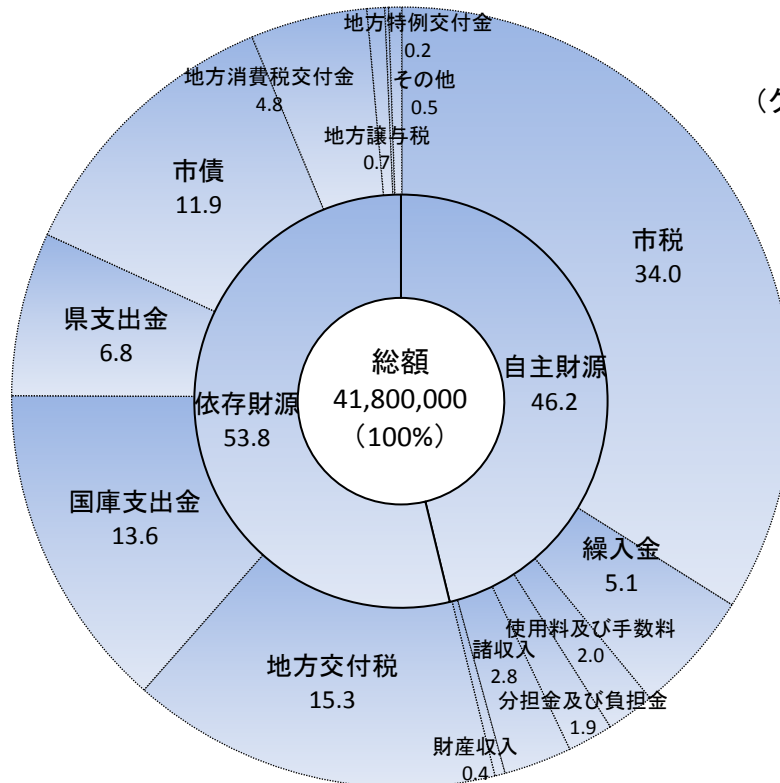 地方特例交付金
0.2
その他
0.5
地方消費税交付金
4.8
地方譲与税
0.7
市債
11.9
市税
34.0
県支出金
6.8
総額
41,800,000
（100%）
自主財源
46.2
依存財源
53.8
国庫支出金
13.6
繰入金
5.1
使用料及び手数料
2.0
諸収入
2.8
分担金及び負担金
1.9
地方交付税
15.3
財産収入
0.4